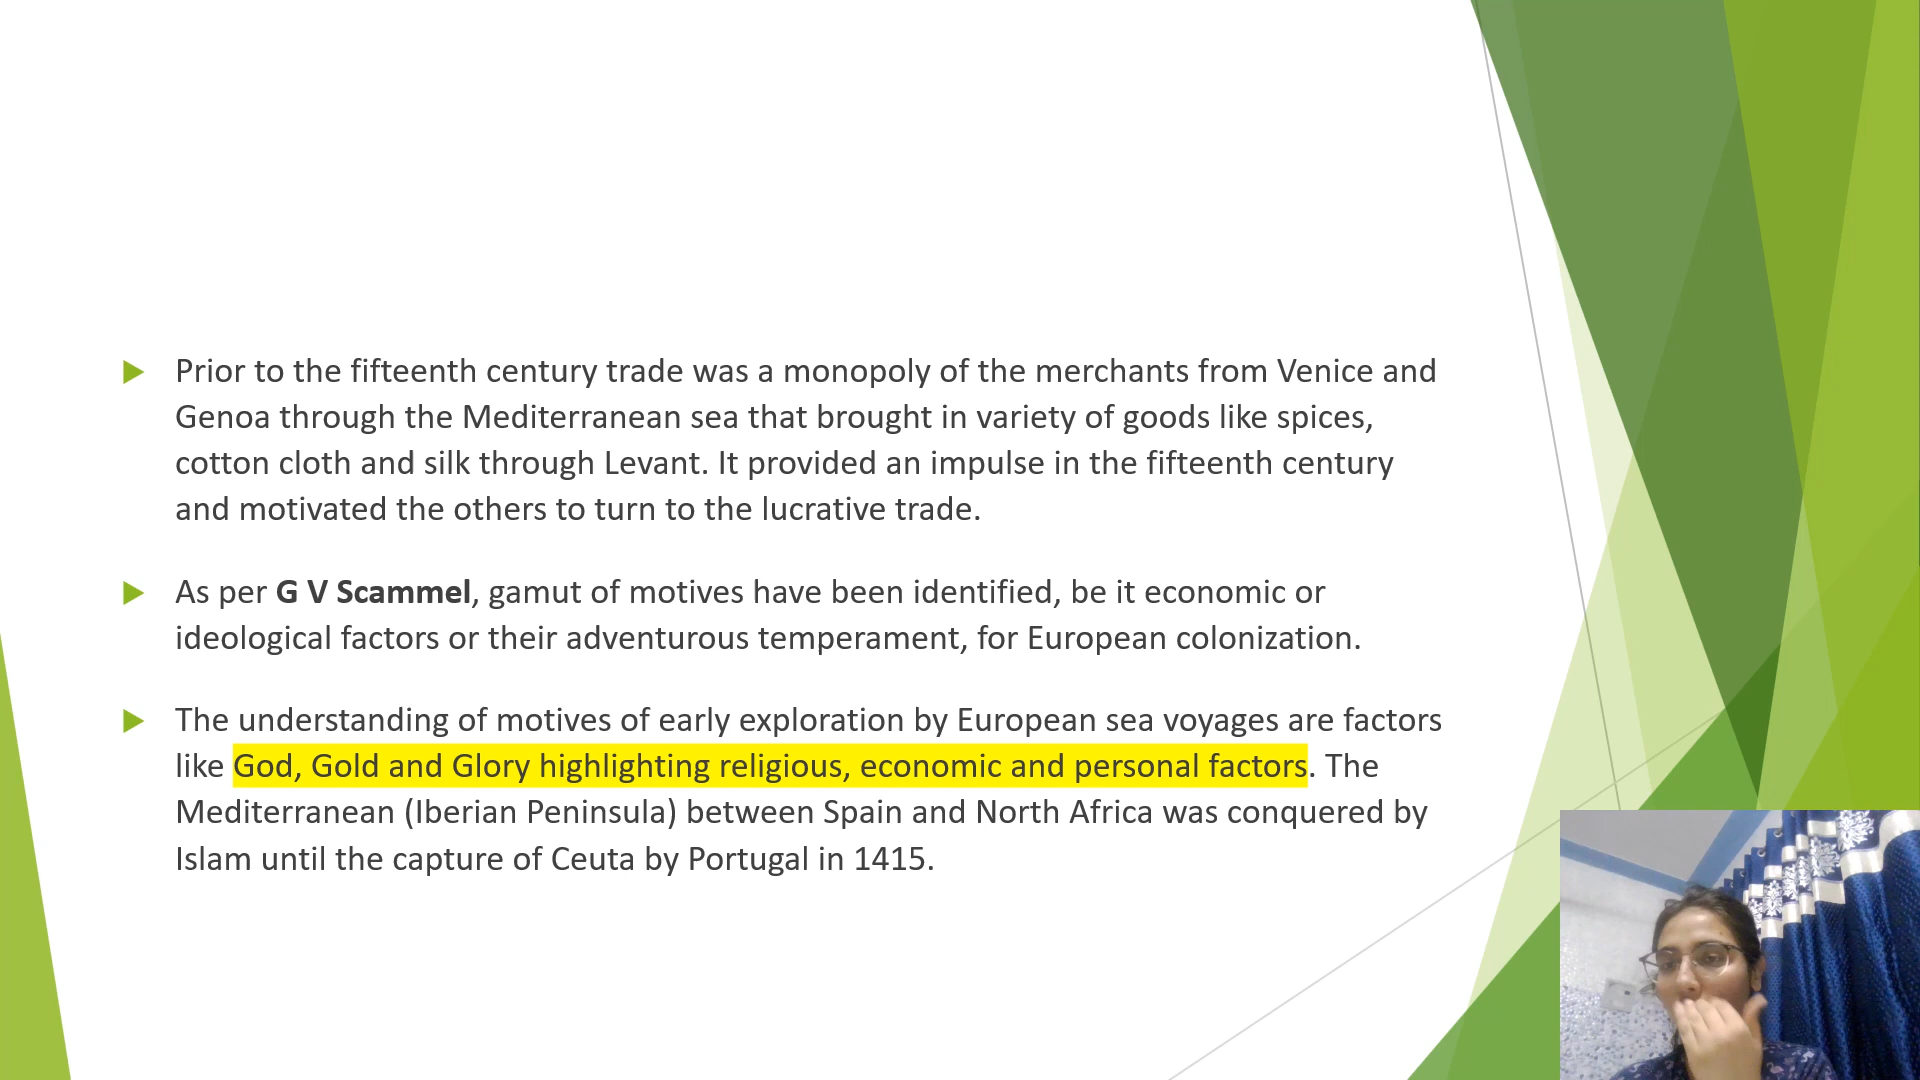 Prior to the fifteenth century trade was a monopoly of the merchants from Venice and
Genoa through the Mediterranean sea that brought in variety of goods like spices,
cotton cloth and silk through Levant. It provided an impulse in the fifteenth century
and motivated the others to turn to the lucrative trade.
As per G V Scammel, gamut of motives have been identified, be it economic or
ideological factors or their adventurous temperament, for European colonization.
The understanding of motives of early exploration by European sea voyages are factors
like God, Gold and Glory highlighting religious, economic and personal factors. The
Mediterranean (Iberian Peninsula) between Spain and North Africa was conquered by
Islam until the capture of Ceuta by Portugal in 1415.